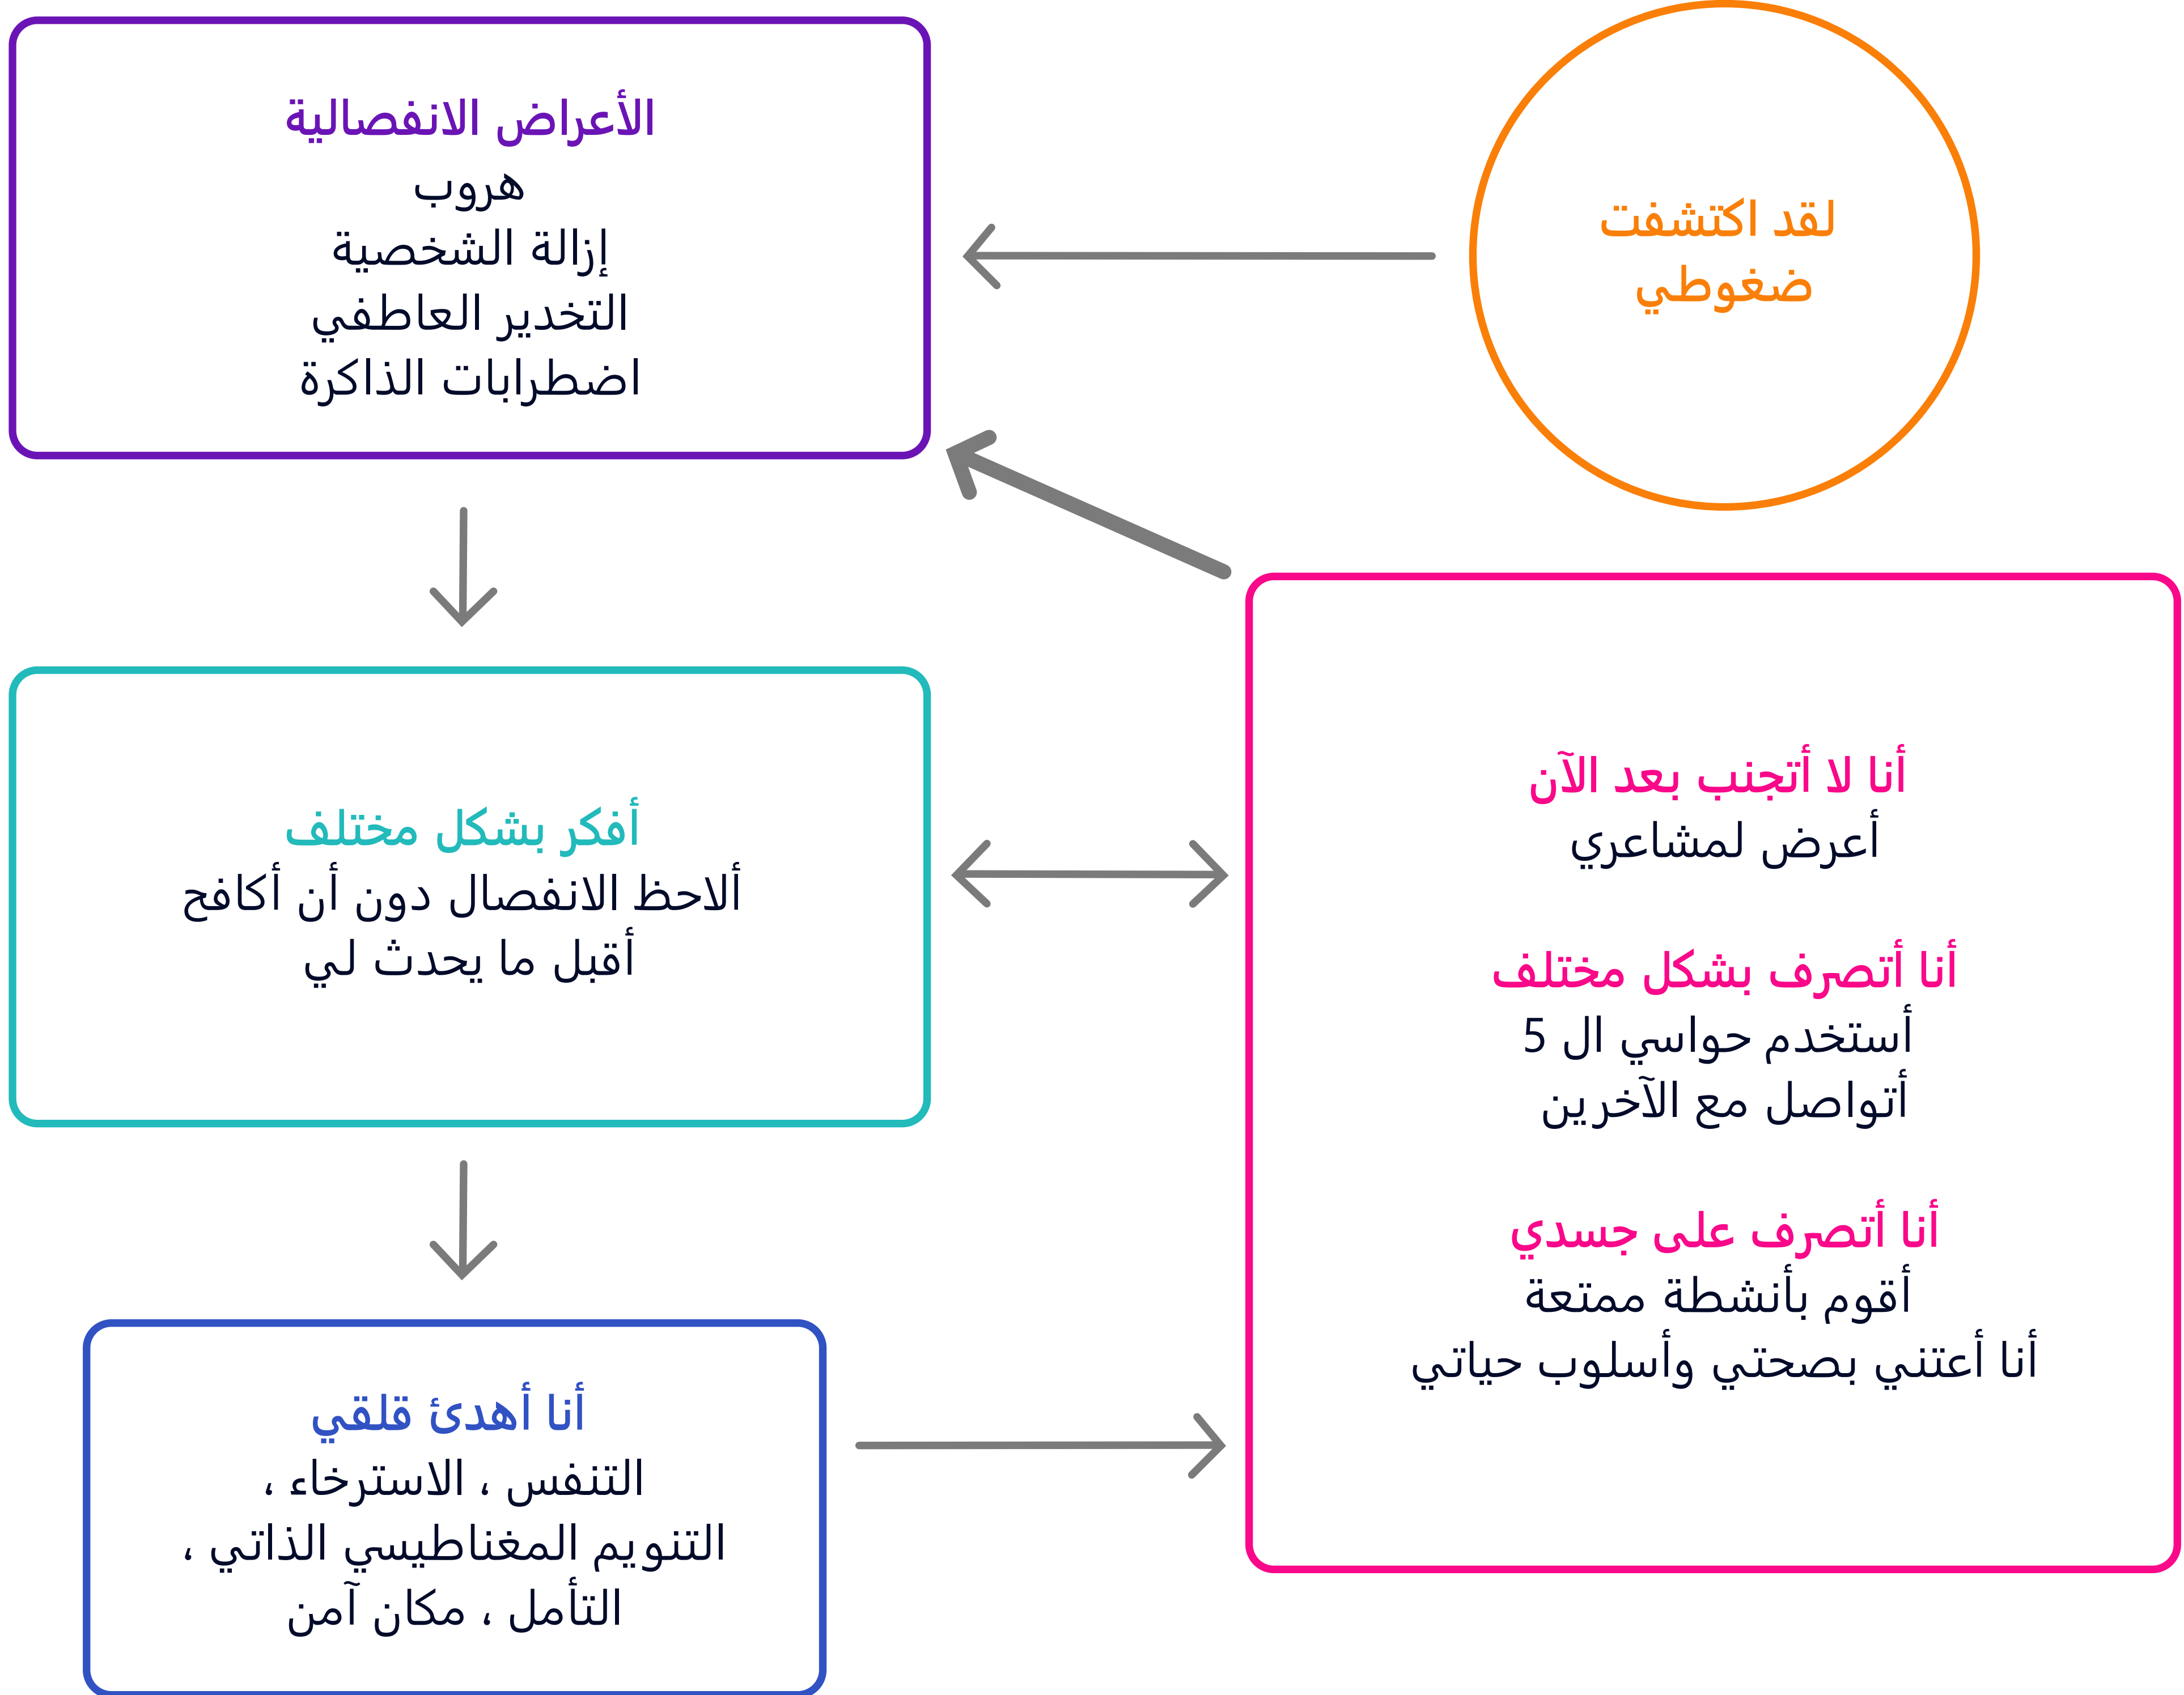 لقد اكتشفت
ضغوطي
الأعراض الانفصالية
هروب
إزالة الشخصية
التخدير العاطفي
اضطرابات الذاكرة
أفكر بشكل مختلف
ألاحظ الانفصال دون أن أكافح
أقبل ما يحدث لي
أنا أهدئ قلقي
التنفس ، الاسترخاء ،
التنويم المغناطيسي الذاتي ،
التأمل ، مكان آمن
أنا لا أتجنب بعد الآن
أعرض لمشاعري
أنا أتصرف بشكل مختلف
أستخدم حواسي ال 5
أتواصل مع الآخرين
أنا أتصرف على جسدي
أقوم بأنشطة ممتعة
أنا أعتني بصحتي وأسلوب حياتي